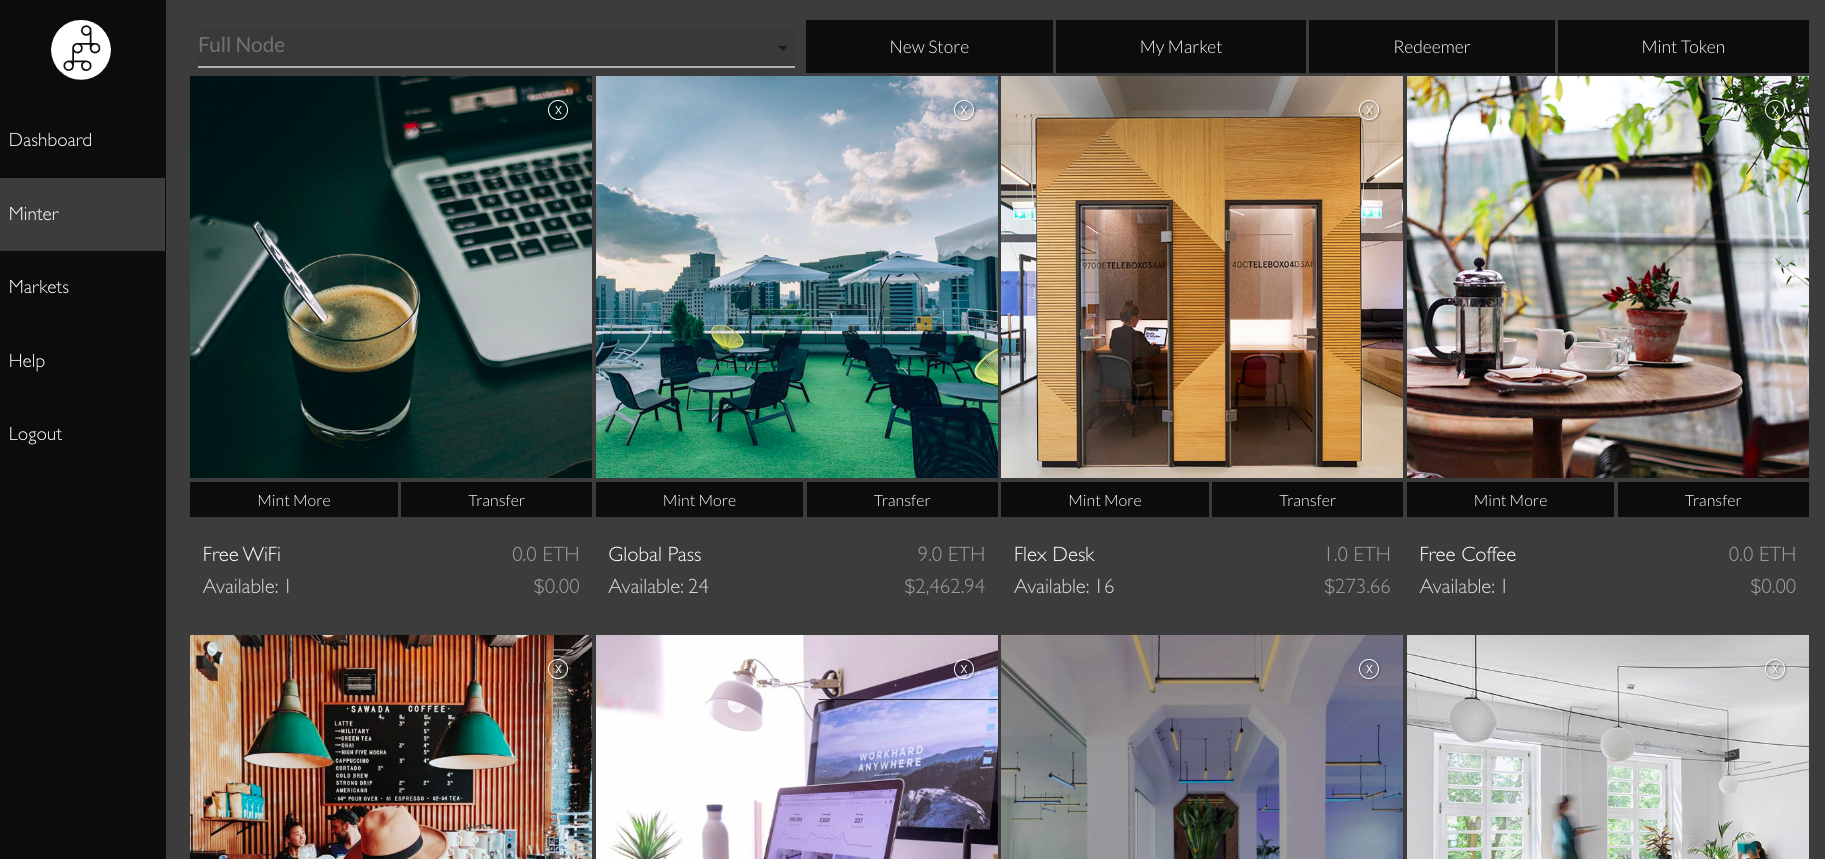 Full Node
New Store
My Market
Redeemer
Mint Token
Dashboard
Minter
Markets
Help
Logout
X
X
X
X
9700ETELEBOX034AF
40CTELEBOX04D3AF
Mint More
Transfer
Mint More
Transfer
Mint More
Transfer
Mint More
Transfer
Free WiFi
0.0 ETH
Available: 1
$0.00
Global Pass
9.0 ETH
Available: 24
$2,462.94
Flex Desk
1.0 ETH
Available: 16
$273.66
Free Coffee
0.0 ETH
Available: 1
$0.00
X
X
X
X
SAWADA COFFEE
LATTE
MILITARY
GREEN TEA
CHAI
HIGH FIVE MOCHA
CAPPUCCINO
CORTADO
COLD BREW
STRONG DRIP
AMERICANO
WORKHARD
ANYWHERE